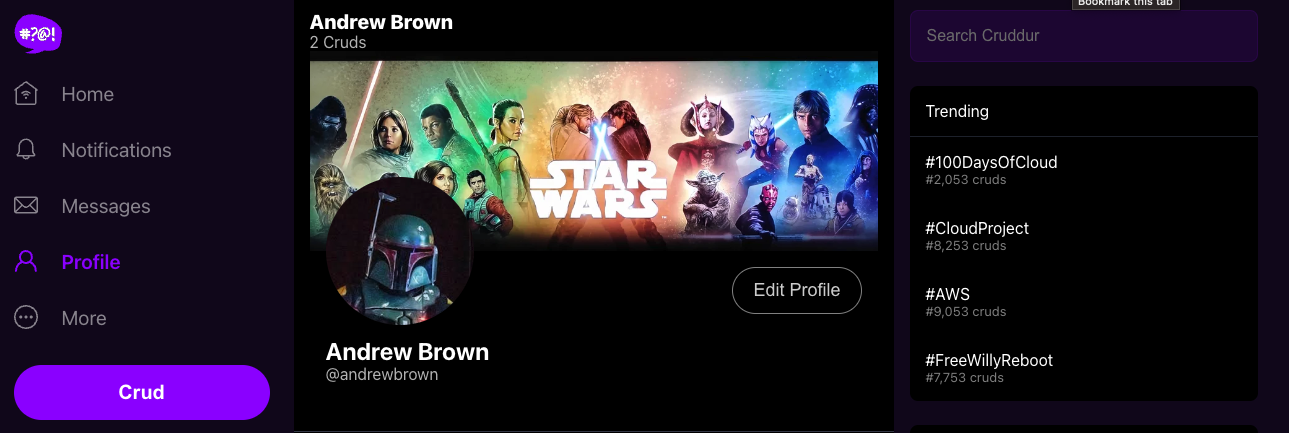 #?@!
Home
Notifications
Messages
Profile
More
Crud
Andrew Brown
2 Cruds
STAR
WARS
Edit Profile
Andrew Brown
@andrewbrown
Bookmark this tab
Search Cruddur
Trending
#100DaysOfCloud
#2,053 cruds
#CloudProject
#8,253 cruds
#AWS
#9,053 cruds
#FreeWillyReboot
#7,753 cruds